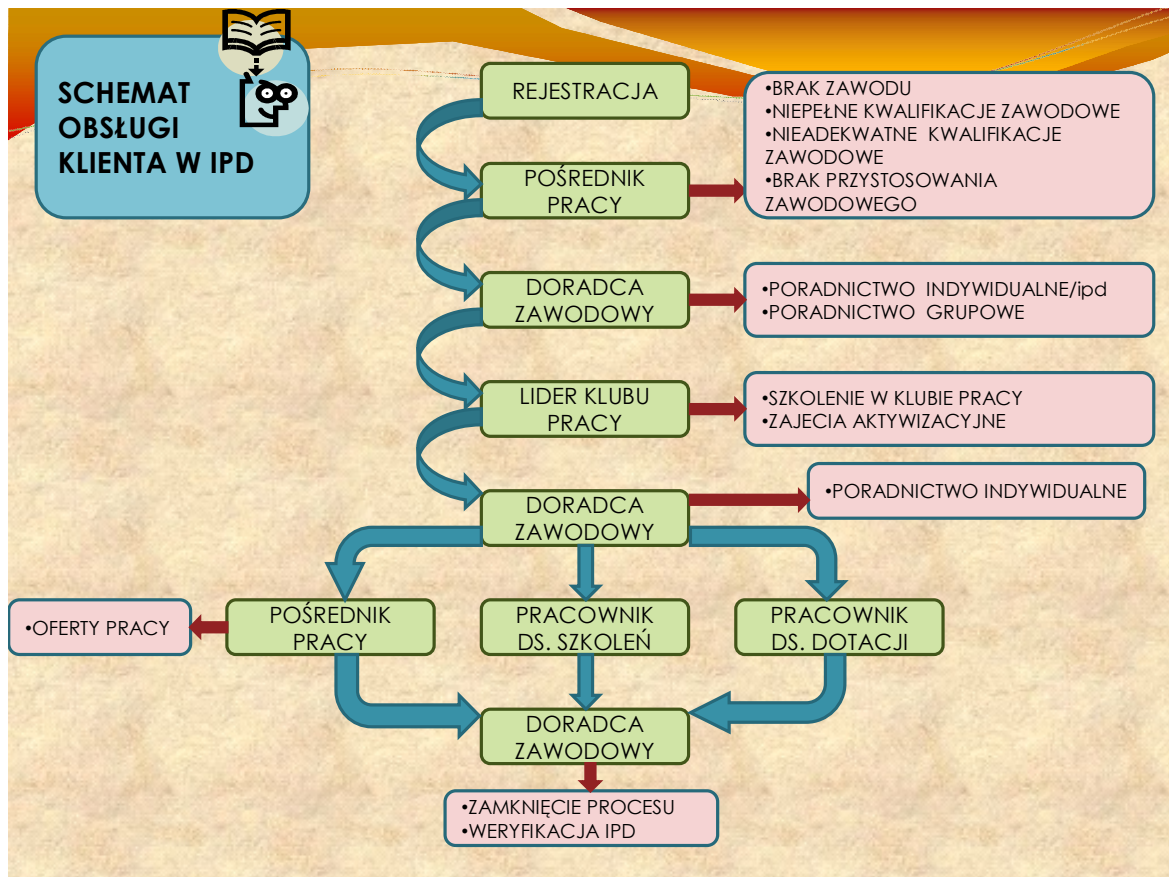 SCHEMAT
OBSŁUGI
KLIENTA W IPD
REJESTRACJA
•BRAK ZAWODU
•NIEPEŁNE KWALIFIKACJE ZAWODOWE
•NIEADEKWATNE KWALIFIKACJE
ZAWODOWE
•BRAK PRZYSTOSOWANIA
ZAWODOWEGO
POŚREDNIK
PRACY
DORADCA
ZAWODOWY
•PORADNICTWO INDYWIDUALNE/ipd
•PORADNICTWO GRUPOWE
LIDER KLUBU
PRACY
•SZKOLENIE W KLUBIE PRACY
•ZAJECIA AKTYWIZACYJNE
DORADCA
ZAWODOWY
•PORADNICTWO INDYWIDUALNE
•OFERTY PRACY
POŚREDNIK
PRACY
PRACOWNIK
DS. SZKOLEŃ
PRACOWNIK
DS. DOTACJI
DORADCA
ZAWODOWY
•ZAMKNIĘCIE PROCESU
•WERYFIKACJA IPD